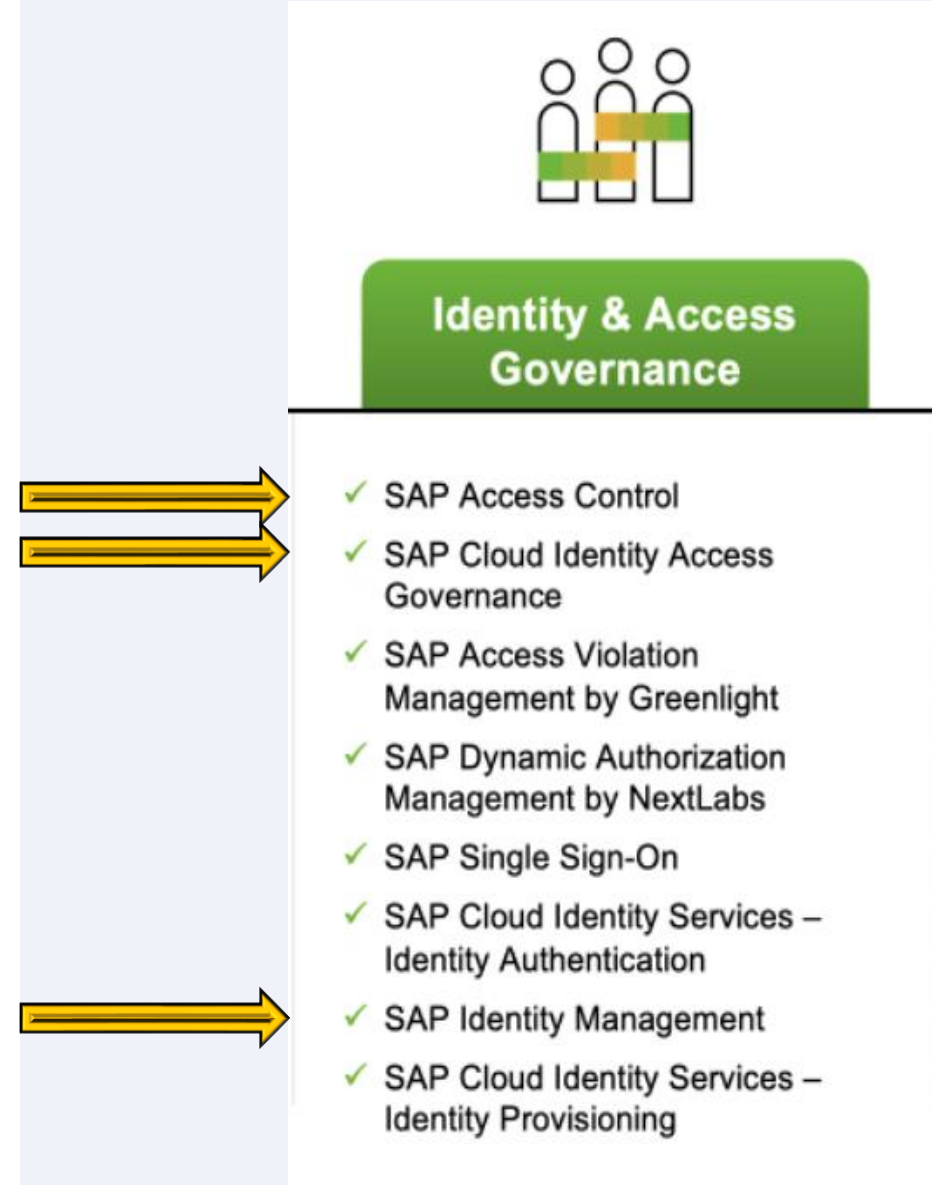 Identity & Access
Governance
SAP Access Control
SAP Cloud Identity Access
Governance
SAP Access Violation
Management by Greenlight
SAP Dynamic Authorization
Management by NextLabs
SAP Single Sign-On
SAP Cloud Identity Services –
Identity Authentication
SAP Identity Management
SAP Cloud Identity Services –
Identity Provisioning